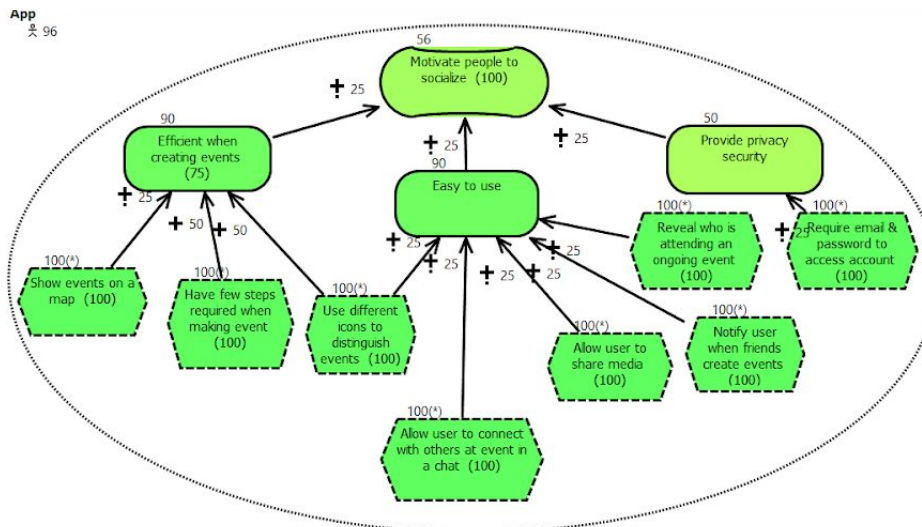 App
96
56
Motivate people to
socialize (100)
25
90
Efficient when
creating events
(75)
25
90
Easy to use
25
50
Provide privacy
security
25
50
50
100(*)
Show events on a
map (100)
100(*)
Have few steps
required when
making event
(100)
100(*)
Use different
icons to
distinguish
events (100)
25
25
25
25
25
100(*)
Reveal who is
attending an
ongoing event
(100)
100(*)
Require email &
password to
access account
(100)
25
100(*)
Allow user to
share media
(100)
100(*)
Notify user
when friends
create events
(100)
100(*)
Allow user to connect
with others at event in
a chat (100)